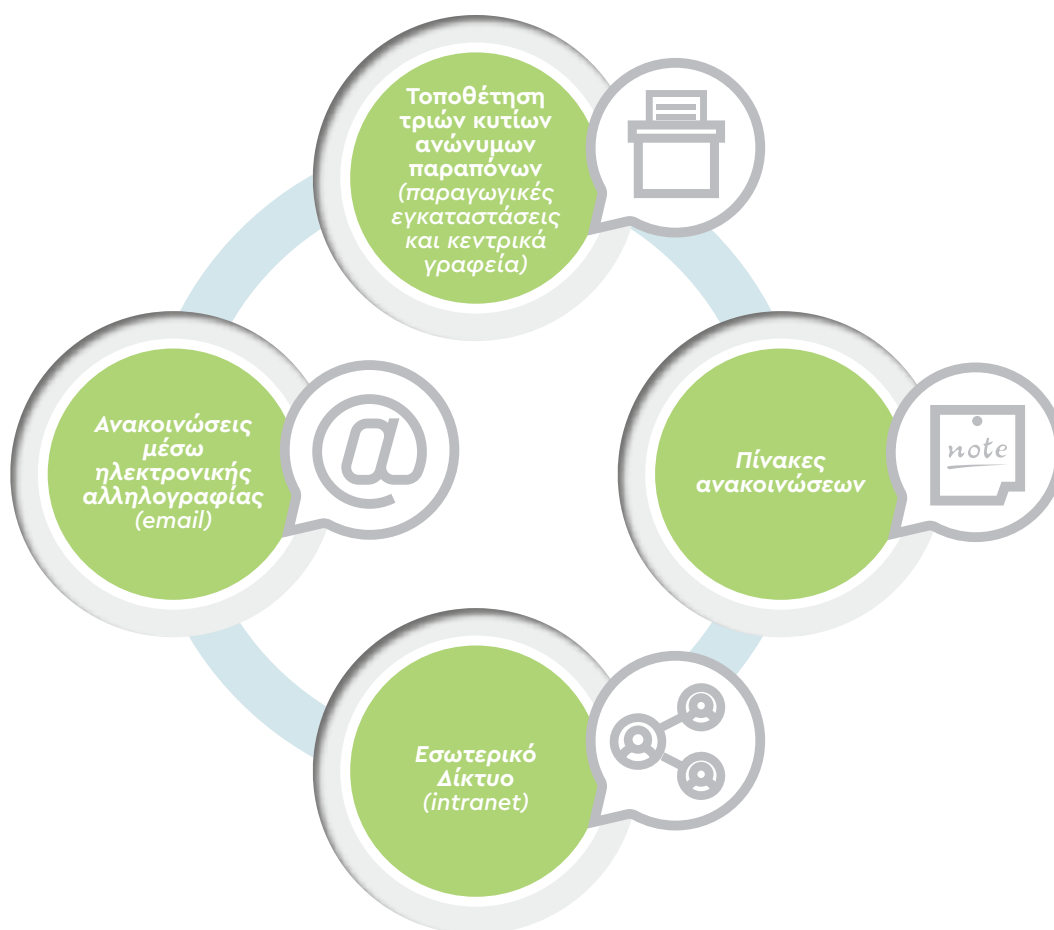 Τοποθέτηση
τριών κυτίων
ανώνυμων
παραπόνων
(παραγωγικές
εγκαταστάσεις
και κεντρικά
γραφεία)
Ανακοινώσεις
μέσω
ηλεκτρονικής
αλληλογραφίας
(email)
@
Πίνακες
ανακοινώσεων
note
Εσωτερικό
Δίκτυο
(intranet)